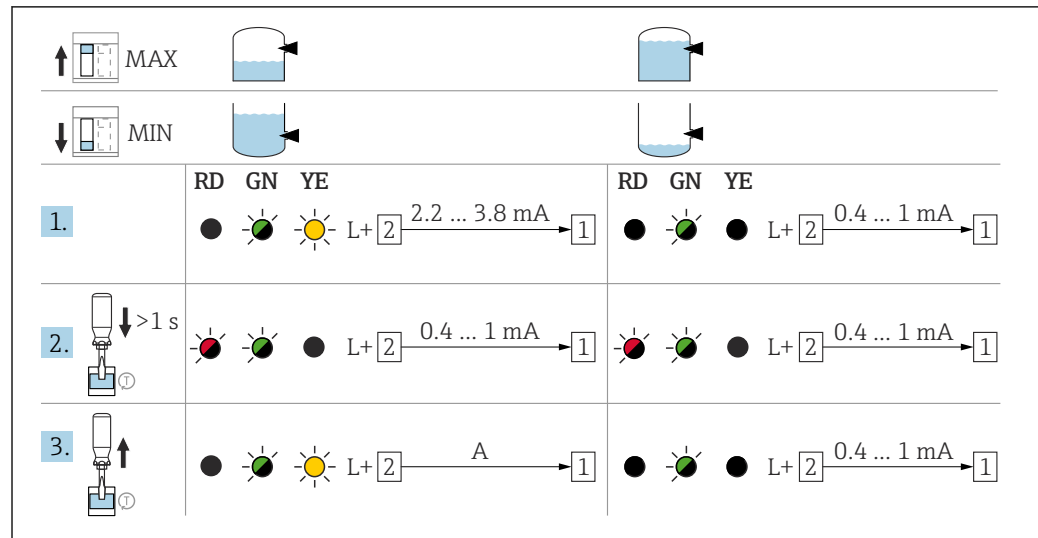 MAX
MIN
RD GN YE RD GN YE
1. L+ 2 2.2 ... 3.8 mA 1 L+ 2 0.4 ... 1 mA 1
2. >1 s T L+ 2 0.4 ... 1 mA 1 L+ 2 0.4 ... 1 mA 1
3. T L+ 2 A 1 L+ 2 0.4 ... 1 mA 1